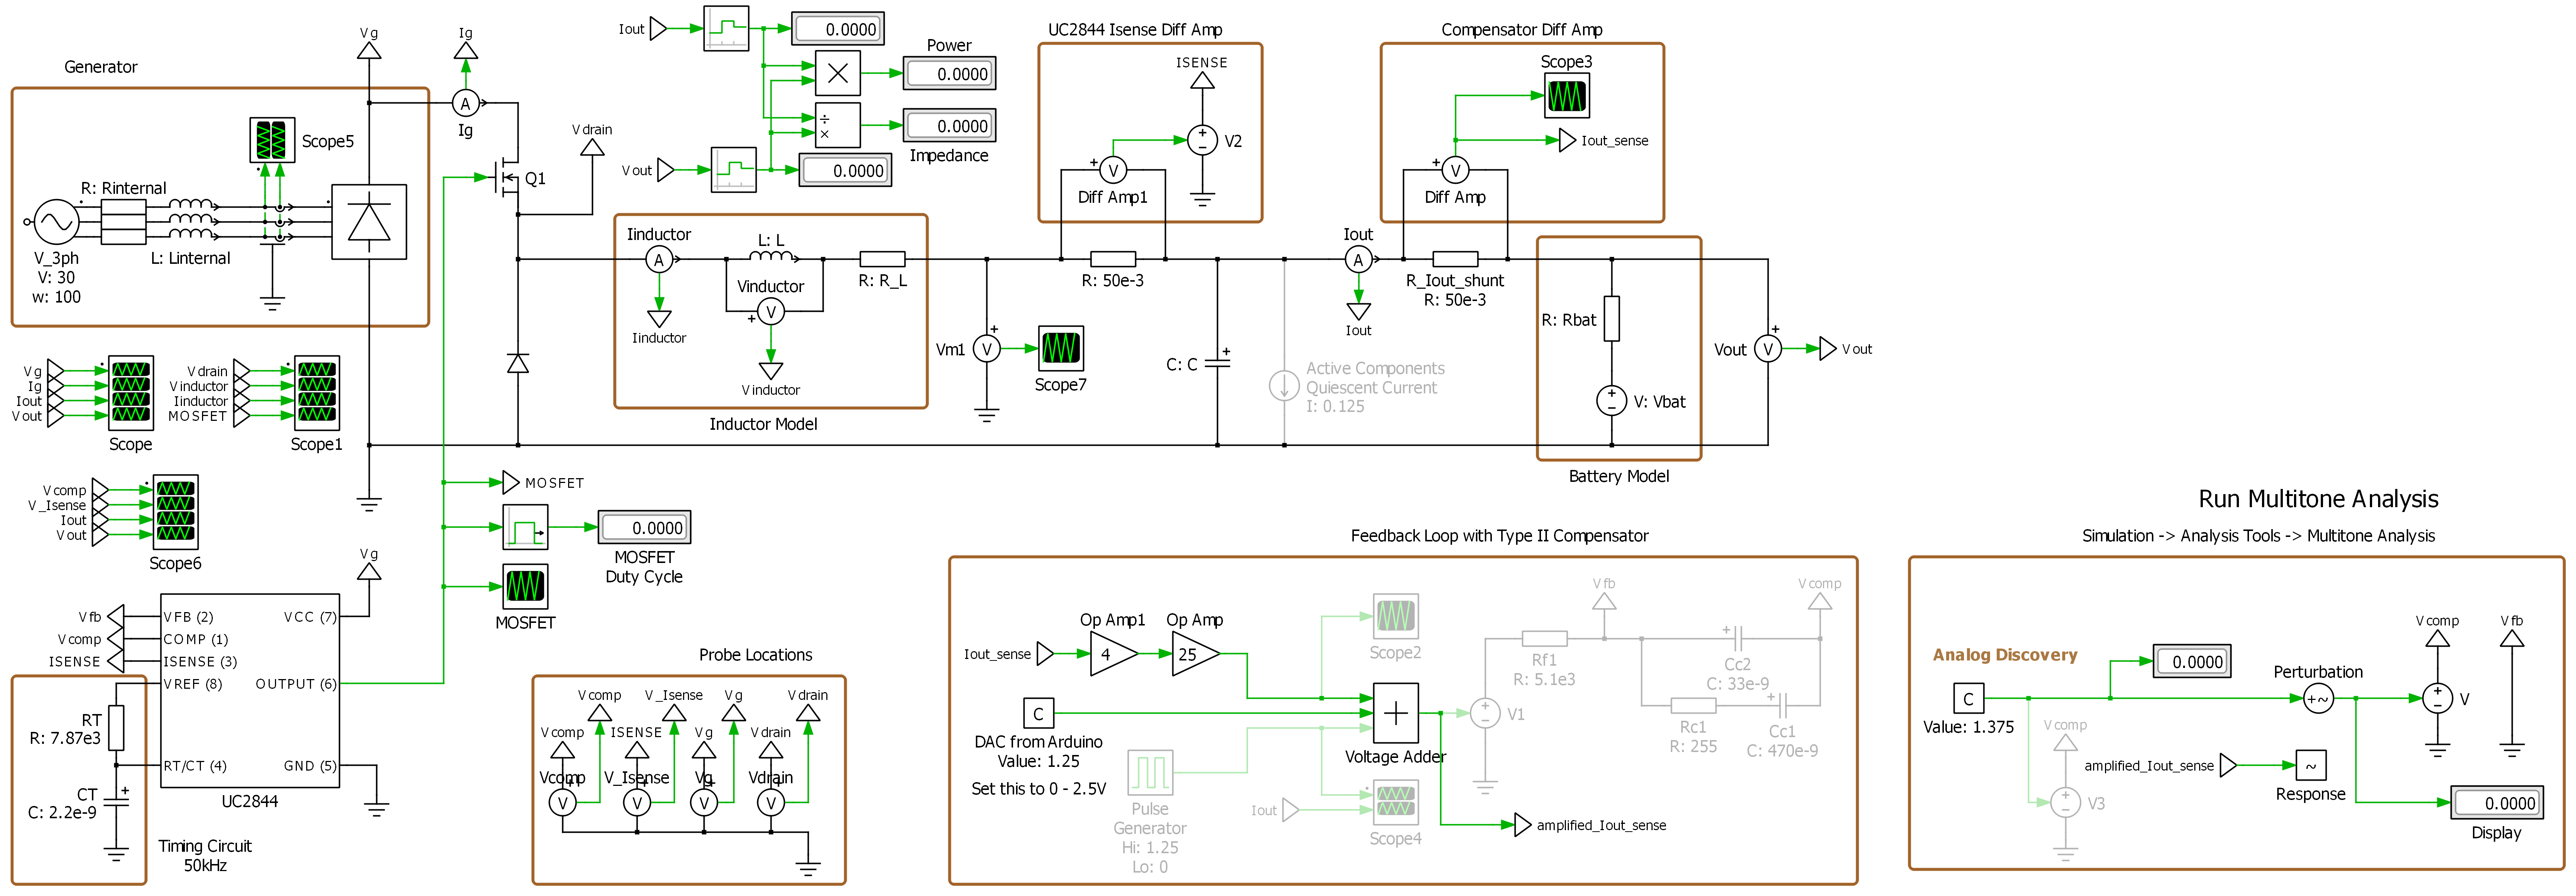 Generator
Vg
Ig
A
Ig
Scope5
R: Rinternal
L: Linternal
V_3ph
V: 30
w: 100
Q1
Vdrain
Iout
0.0000
Power
0.0000
÷
×
0.0000
Impedance
Vout
0.0000
UC2844 Isense Diff Amp
ISENSE
V2
V
Diff Amp1
Compensator Diff Amp
Scope3
Iout_sense
V
Diff Amp
Iinductor
A
L: L
Vinductor
V
R: R_L
Iinductor
Vinductor
Inductor Model
Vm1
V
Scope7
R: 50e-3
C: C
Active Components
Quiescent Current
I: 0.125
Iout
A
Iout
R_Iout_shunt
R: 50e-3
R: Rbat
V: Vbat
Battery Model
Vout
V
Vout
Vg
Ig
Iout
Vout
Scope
Vdrain
Vinductor
Iinductor
MOSFET
Scope1
Vcomp
V_Isense
Iout
Vout
Scope6
MOSFET
0.0000
MOSFET
Duty Cycle
MOSFET
Vg
Vfb
Vcomp
ISENSE
VFB (2)
COMP (1)
ISENSE (3)
VREF (8)
RT/CT (4)
VCC (7)
OUTPUT (6)
GND (5)
UC2844
RT
R: 7.87e3
CT
C: 2.2e-9
Timing Circuit
50kHz
Probe Locations
Vcomp
V_Isense
Vg
Vdrain
Vcomp
ISENSE
Vg
Vdrain
Vcomp
V_Isense
Vg
Vdrain
V
V
V
V
Feedback Loop with Type II Compensator
Iout_sense
Op Amp1
4
Op Amp
25
C
DAC from Arduino
Value: 1.25
Set this to 0 - 2.5V
Pulse
Generator
Hi: 1.25
Lo: 0
Scope2
Voltage Adder
Iout
Scope4
V1
Rf1
R: 5.1e3
Vfb
Vcomp
Cc2
C: 33e-9
Rc1
R: 255
Cc1
C: 470e-9
amplified_Iout_sense
Run Multitone Analysis
Simulation -> Analysis Tools -> Multitone Analysis
Analog Discovery
C
Value: 1.375
0.0000
Vcomp
V3
Perturbation
+~
Vcomp
V
Vfb
amplified_Iout_sense
~
Response
0.0000
Display